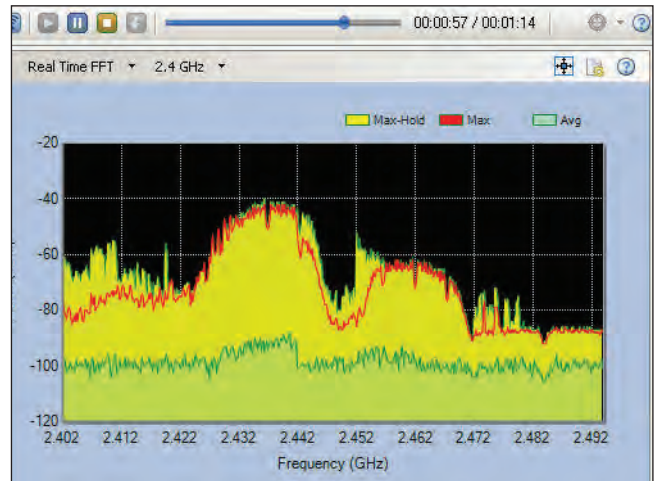 00:00:57 / 00:01:14
Real Time FFT 2.4 GHz
Max-Hold Max Avg
-20
-40
-60
-80
-100
-120
2.402 2.412 2.422 2.432 2.442 2.452 2.462 2.472 2.482 2.492
Frequency (GHz)